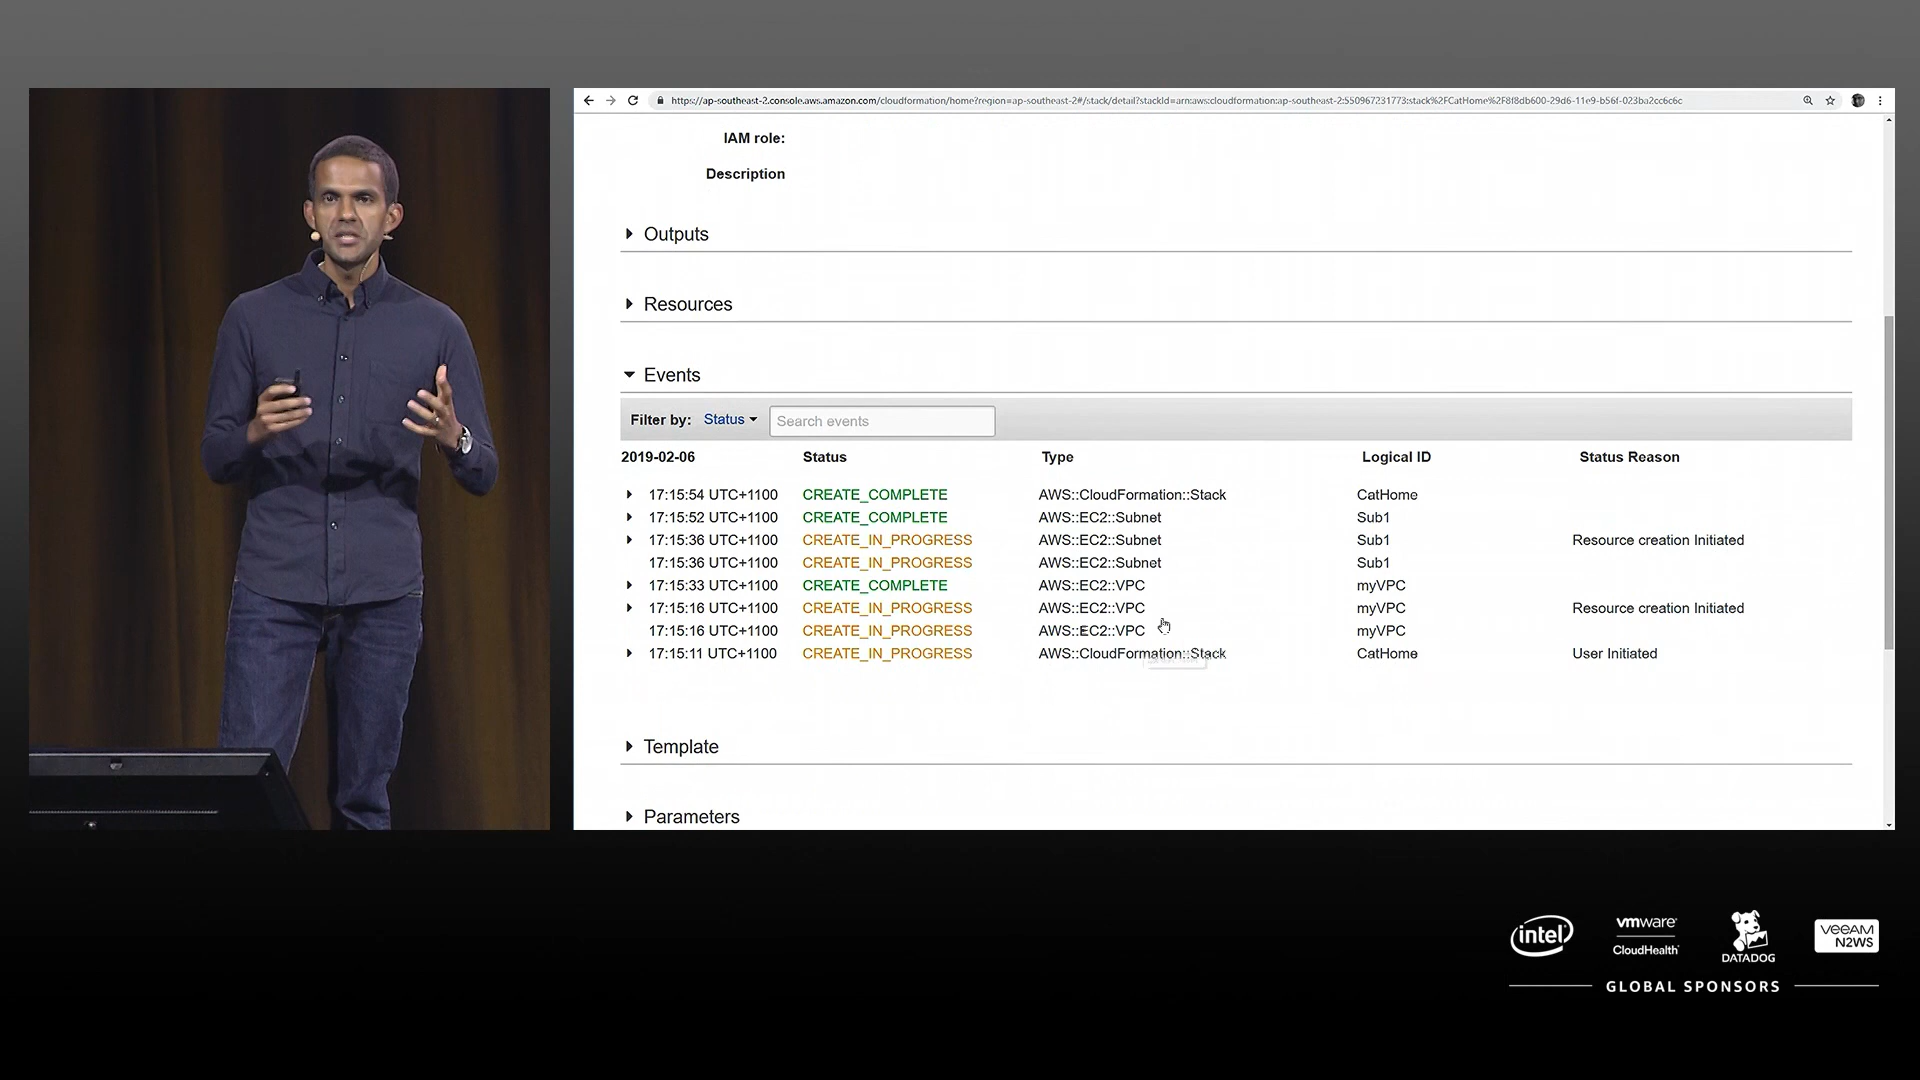 https://ap-southeast-2.console.aws.amazon.com/cloudformation/home?region=ap-southeast-2#/stack/detail?stackId=arn:aws:cloudformation:ap-southeast-2:550967231773:stack%2FCatHome%2F8f8db600-29d6-11e9-b56f-023ba2cc6c6c
IAM role:
Description
Outputs
Resources
Events
Filter by: Status Search events
2019-02-06 Status Type Logical ID Status Reason
17:15:54 UTC+1100 CREATE_COMPLETE AWS::CloudFormation::Stack CatHome
17:15:52 UTC+1100 CREATE_COMPLETE AWS::EC2::Subnet Sub1
17:15:36 UTC+1100 CREATE_IN_PROGRESS AWS::EC2::Subnet Sub1 Resource creation Initiated
17:15:36 UTC+1100 CREATE_IN_PROGRESS AWS::EC2::Subnet Sub1
17:15:33 UTC+1100 CREATE_COMPLETE AWS::EC2::VPC myVPC
17:15:16 UTC+1100 CREATE_IN_PROGRESS AWS::EC2::VPC myVPC Resource creation Initiated
17:15:16 UTC+1100 CREATE_IN_PROGRESS AWS::EC2::VPC myVPC
17:15:11 UTC+1100 CREATE_IN_PROGRESS AWS::CloudFormation::Stack CatHome User Initiated
Template
Parameters
intel
vmware
CloudHealth
DATADOG
VEEAM
N2WS
GLOBAL SPONSORS